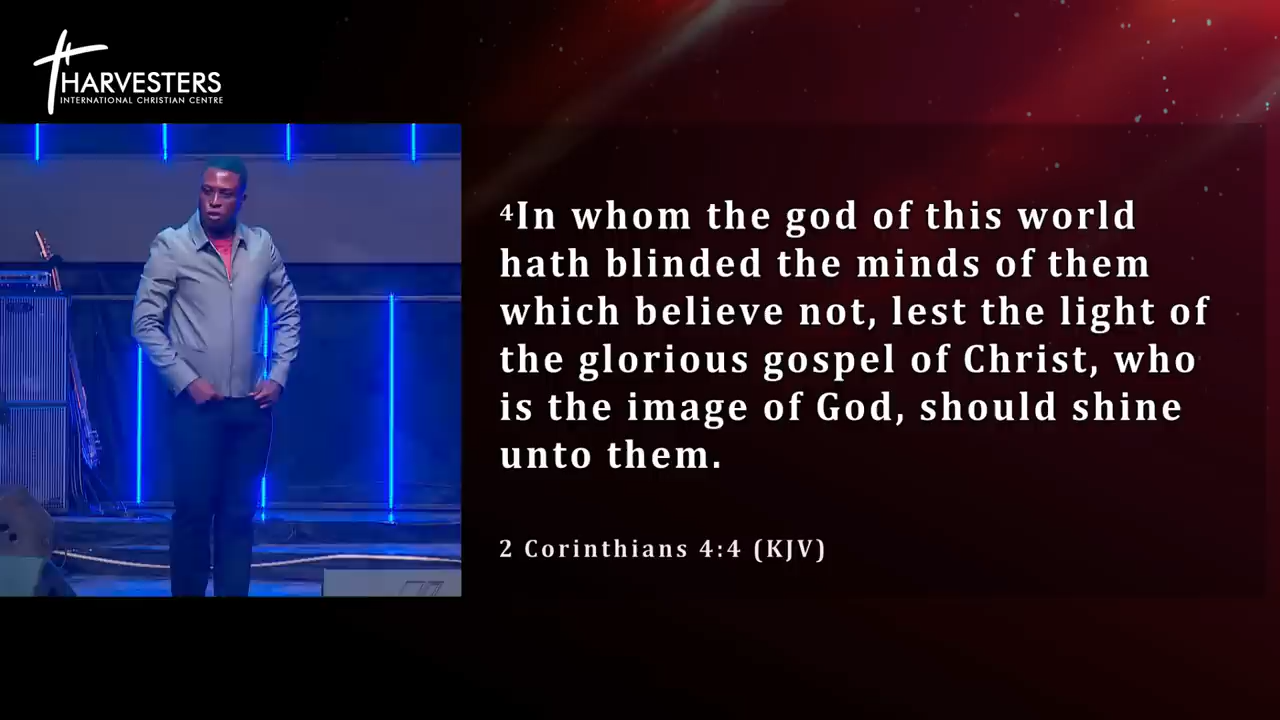 HARVESTERS
INTERNATIONAL CHRISTIAN CENTRE
⁴In whom the god of this world
hath blinded the minds of them
which believe not, lest the light of
the glorious gospel of Christ, who
is the image of God, should shine
unto them.
2 Corinthians 4:4 (KJV)